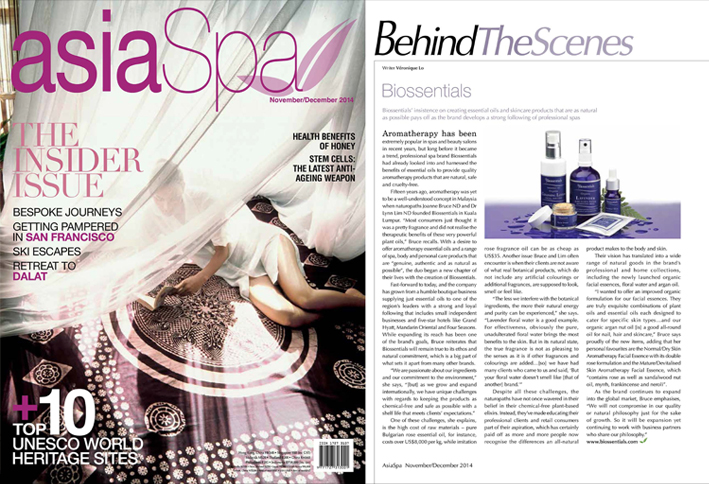 asiaSpa
November/December 2014
THE
INSIDER
ISSUE
BESPOKE JOURNEYS
GETTING PAMPERED
IN SAN FRANCISCO
SKI ESCAPES
RETREAT TO
DALAT
HEALTH BENEFITS
OF HONEY
STEM CELLS:
THE LATEST ANTI-
AGEING WEAPON
+10
TOP
UNESCO WORLD
HERITAGE SITES
BehindTheScenes
Writer Véronique Lu
Biossentials
Biossentials' insistence on creating essential oils and skincare products that are as natural
as possible pays off as the brand develops a strong following of professional spas
Aromatherapy has been
extremely popular in spas and beauty salons
in recent years, but long before it became
a trend, professional spa brand Biossentials
had already looked into and harnessed the
benefits of essential oils to provide quality
aromatherapy products that are natural, safe
and cruelty-free.
Fifteen years ago, aromatherapy was yet
to be a well-understood concept in Malaysia
when naturopaths Joanne Bruce ND and Dr
Lynn Lim ND founded Biossentials in Kuala
Lumpur. "Most consumers just thought it
was a pretty fragrance and did not realise the
therapeutic benefits of these very powerful
plant oils," Bruce recalls. With a desire to
offer aromatherapy essential oils and a range
of spa, body and personal care products that
are "genuine, authentic and as natural as
possible", the duo began a new chapter of
their lives with the creation of Biossentials.
Fast-forward to today, and the company
has grown from a humble boutique business
supplying just essential oils to one of the
region's leaders with a strong and loyal
following that includes small independent
businesses and five-star hotels like Grand
Hyatt, Mandarin Oriental and Four Seasons.
While expanding its reach has been one
of the brand's goals, Bruce reiterates that
Biossentials will remain true to its ethos and
natural commitment, which is a big part of
what sets it apart from many other brands.
"We are passionate about our ingredients
and our commitment to the environment,"
she says. "[but] as we grow and expand
internationally, we have unique challenges
with regards to keeping the products as
chemical-free and safe as possible with a
shelf life that meets clients' expectations."
One of these challenges, she explains,
is the high cost of raw materials – pure
Bulgarian rose essential oil, for instance,
costs over US$8,000 per kg, while imitation
rose fragrance oil can be as cheap as
US$35. Another issue Bruce and Lim often
encounter is when their clients are not aware
of what real botanical products, which do
not include any artificial colourings or
additional fragrances, are supposed to look,
smell or feel like.
"The less we interfere with the botanical
ingredients, the more their natural energy
and purity can be experienced," she says.
"Lavender floral water is a good example.
For effectiveness, obviously the pure,
unadulterated floral water brings the most
benefits to the skin. But in its natural state,
the true fragrance is not as pleasing to
the senses as it is if other fragrances and
colourings are added... [so] we have had
many clients who came to us and said, 'But
your floral water doesn't smell like [that of
another] brand.'"
Despite all these challenges, the
naturopaths have not once wavered in their
belief in their chemical-free plant-based
elixirs. Instead, they've made educating their
professional clients and retail consumers
part of their aspiration, which has certainly
paid off as more and more people now
recognise the differences an all-natural
product makes to the body and skin.
Their vision has translated into a wide
range of natural goods in the brand's
professional and home collections,
including the newly launched organic
facial essences, floral water and argan oil.
"I wanted to offer an improved organic
formulation for our facial essences. They
are truly exquisite combinations of plant
and essential oils each designed to
cater for specific skin types...and our
organic argan nut oil [is] a good all-round
oil for nail, hair and skincare," Bruce says
proudly of the new items, adding that her
personal favourites are the Normal/Dry Skin
Aromatherapy Facial Essence with its double
rose formulation and the Mature/Devitalised
Skin Aromatherapy Facial Essence, which
"contains rose as well as sandalwood nut
oil, myrrh, frankincense and neroli".
As the brand continues to expand
into the global market, Bruce emphasises,
"We will not compromise in our quality
or natural philosophy just for the sake
of growth. So it will be expansion yet
continuing to work with business partners
who share our philosophy."
www.biossentials.com
AsiaSpa November/December 2014